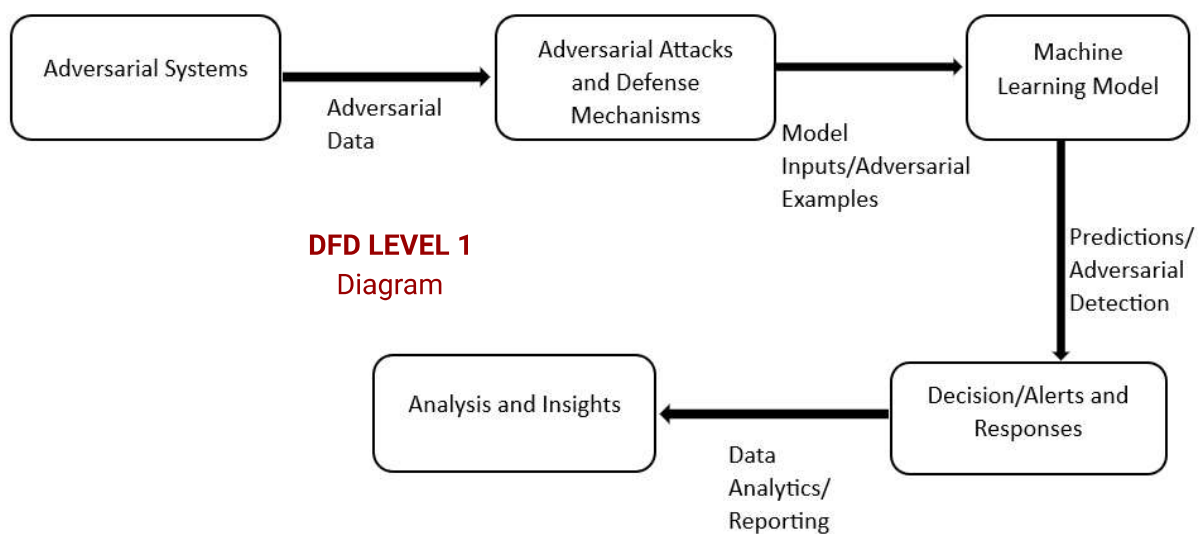 Adversarial Systems
Adversarial
Data
Adversarial Attacks
and Defense
Mechanisms
Model
Inputs/Adversarial
Examples
Machine
Learning Model
Predictions/
Adversarial
Detection
DFD LEVEL 1
Diagram
Decision/Alerts and
Responses
Data
Analytics/
Reporting
Analysis and Insights